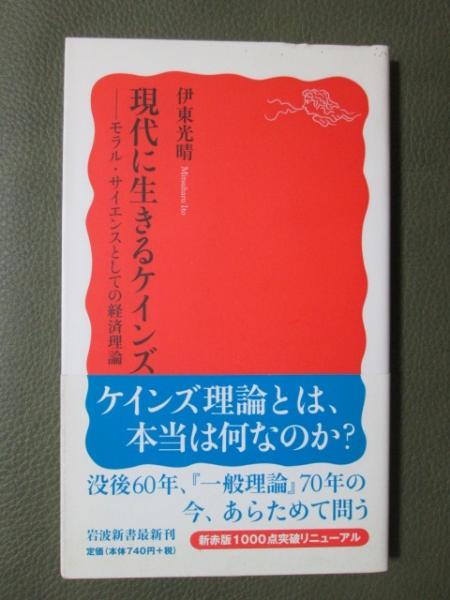 伊東光晴
Mitsuharu Ito
現代に生きるケインズ
――モラル・サイエンスとしての経済理論
ケインズ理論とは、
本当は何なのか?
没後60年、『一般理論』70年の
今、あらためて問う
岩波新書最新刊
定価(本体740円+税)
新赤版1000点突破リニューアル